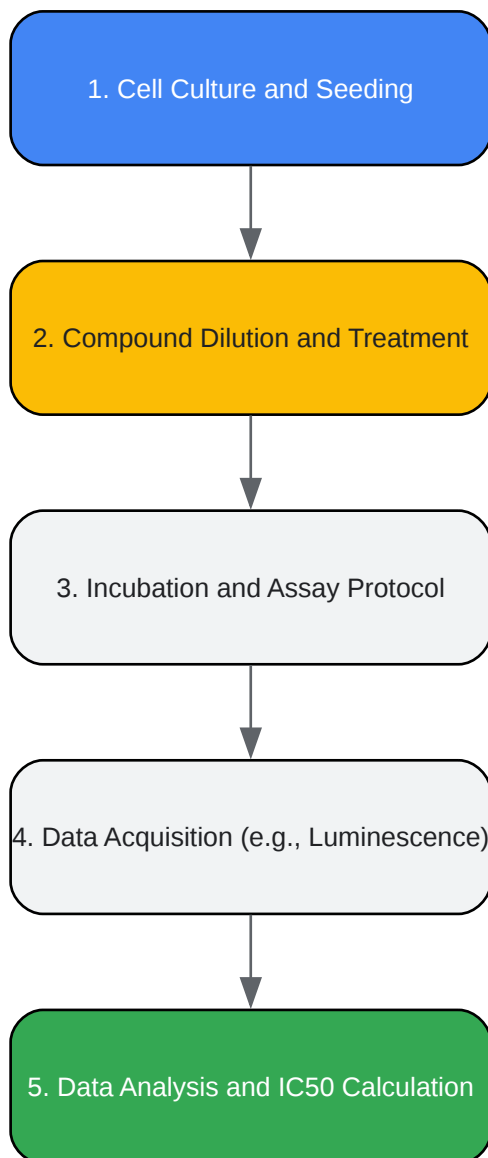 1. Cell Culture and Seeding
2. Compound Dilution and Treatment
3. Incubation and Assay Protocol
4. Data Acquisition (e.g., Luminescence)
5. Data Analysis and IC50 Calculation